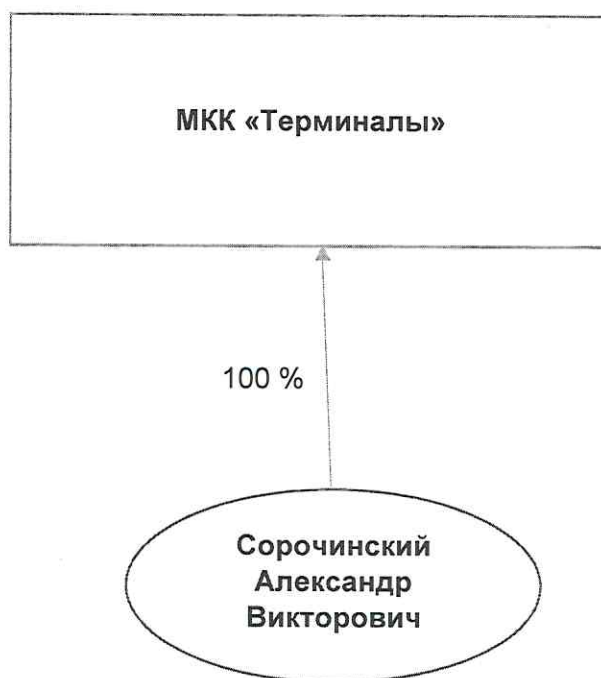 МКК «Терминалы»
100 %
Сорочинский
Александр
Викторович